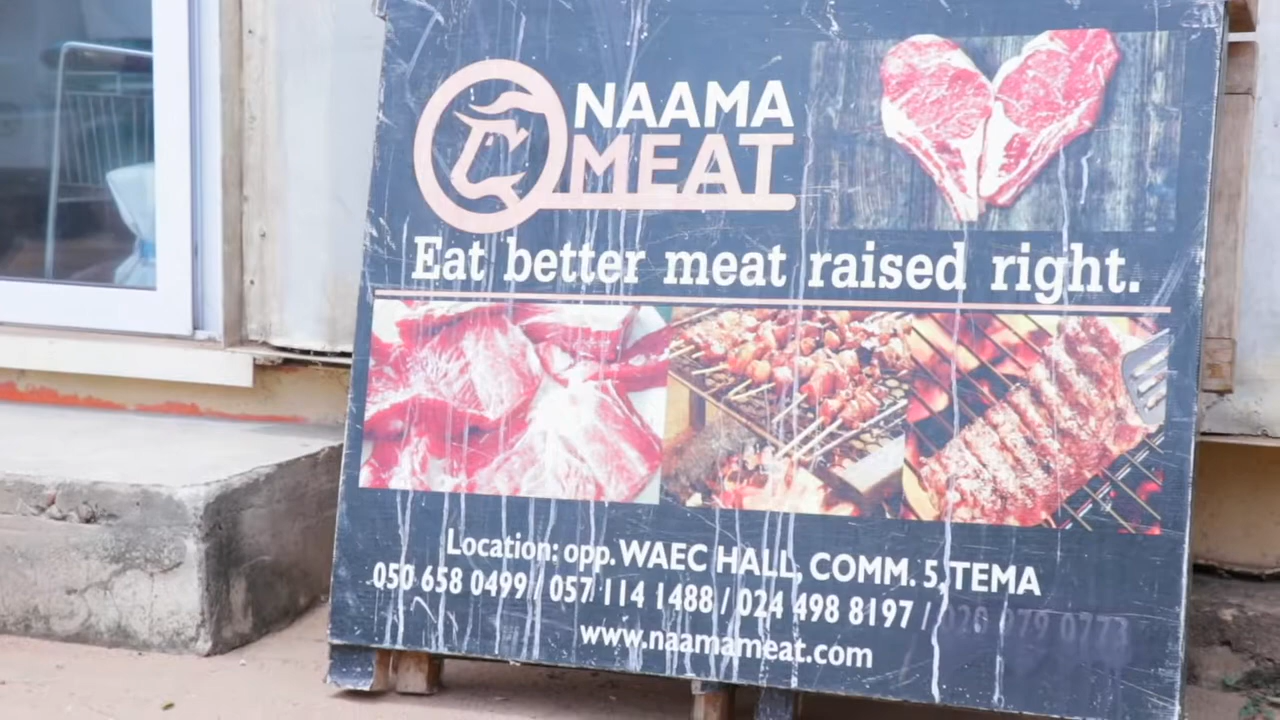 NAAMA
MEAT
Eat better meat raised right.
Location: opp. WAEC HALL, COMM. 5, TEMA
050 658 0499 / 057 114 1488 / 024 498 8197 /
www.naamameat.com